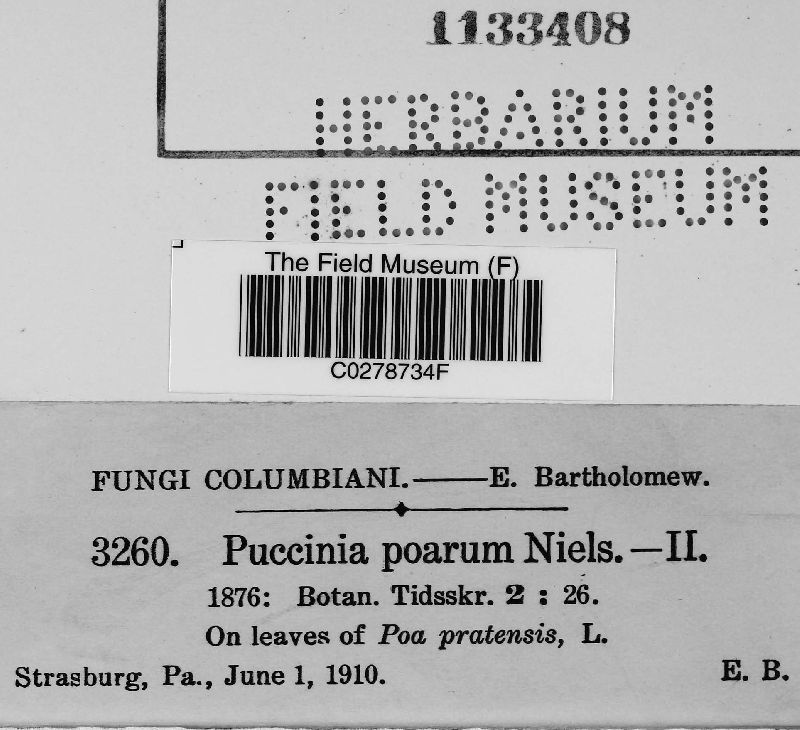 1133408
HERBARIUM
FIELD MUSEUM
The Field Museum (F)
C0278734F
FUNGI COLUMBIANI.——E. Bartholomew.
3260. Puccinia poarum Niels.—II.
1876: Botan. Tidsskr. 2 : 26.
On leaves of Poa pratensis, L.
Strasburg, Pa., June 1, 1910. E. B.